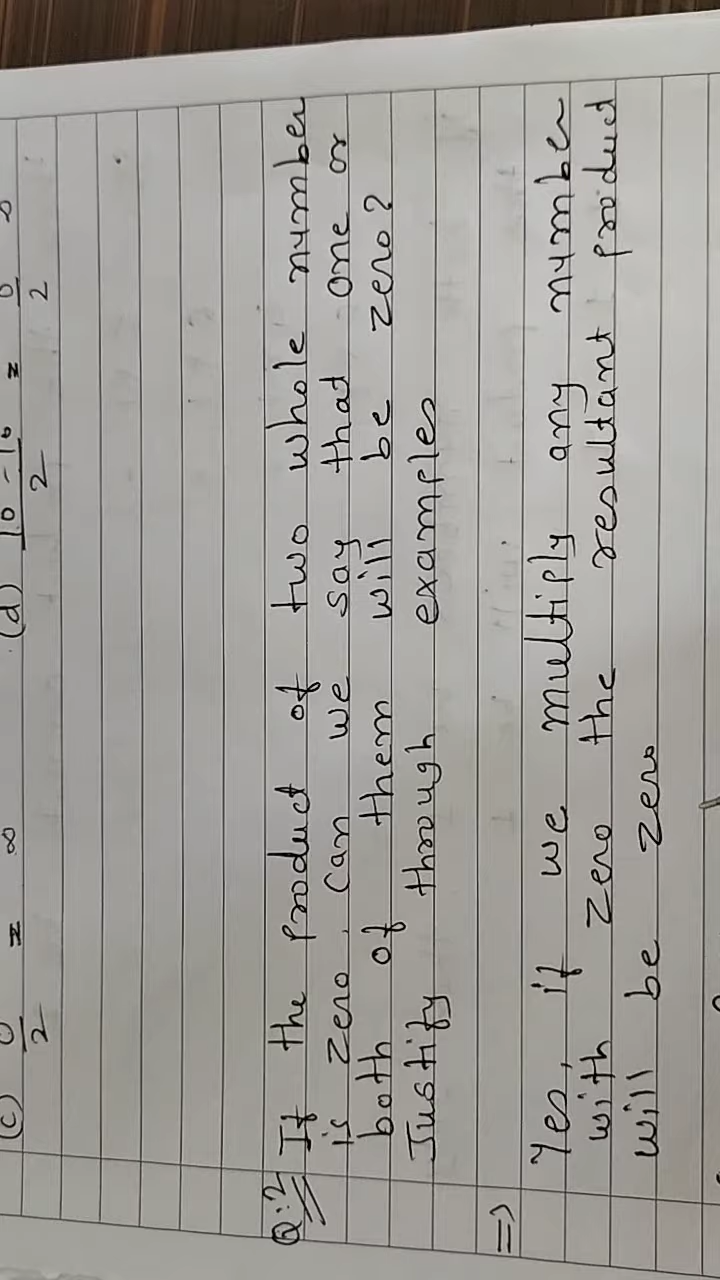 (c) 0/2 = ∞ (d) 10 - 10/2 = 0/2 ∞
Q:2 If the product of two whole number
is zero. Can we say that one or
both of them will be zero?
Justify through examples
=> Yes, if we multiply any number
with zero the resultant product
will be zero